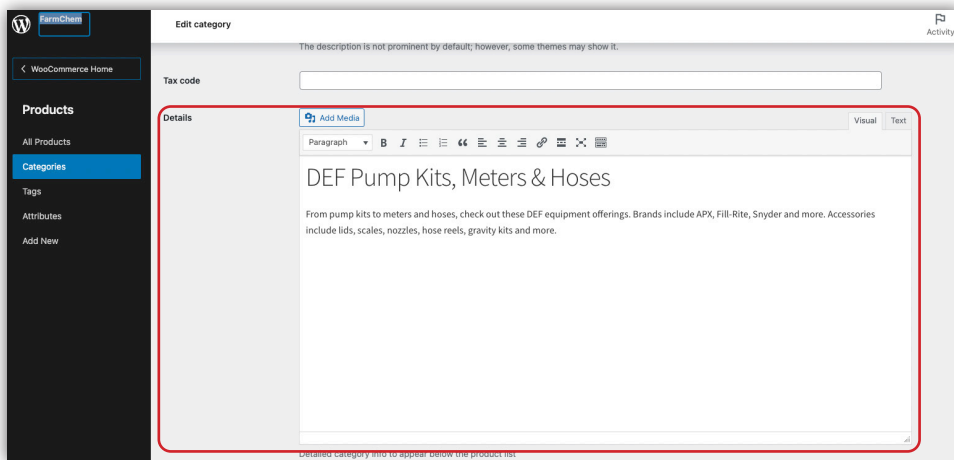 FarmChem
Edit category
Activity
The description is not prominent by default; however, some themes may show it.
WooCommerce Home
Tax code
Products
Details
Add Media
Visual
Text
All Products
Paragraph
B I
Categories
DEF Pump Kits, Meters & Hoses
Tags
From pump kits to meters and hoses, check out these DEF equipment offerings. Brands include APX, Fill-Rite, Snyder and more. Accessories
include lids, scales, nozzles, hose reels, gravity kits and more.
Attributes
Add New
Detailed category info to appear below the product list